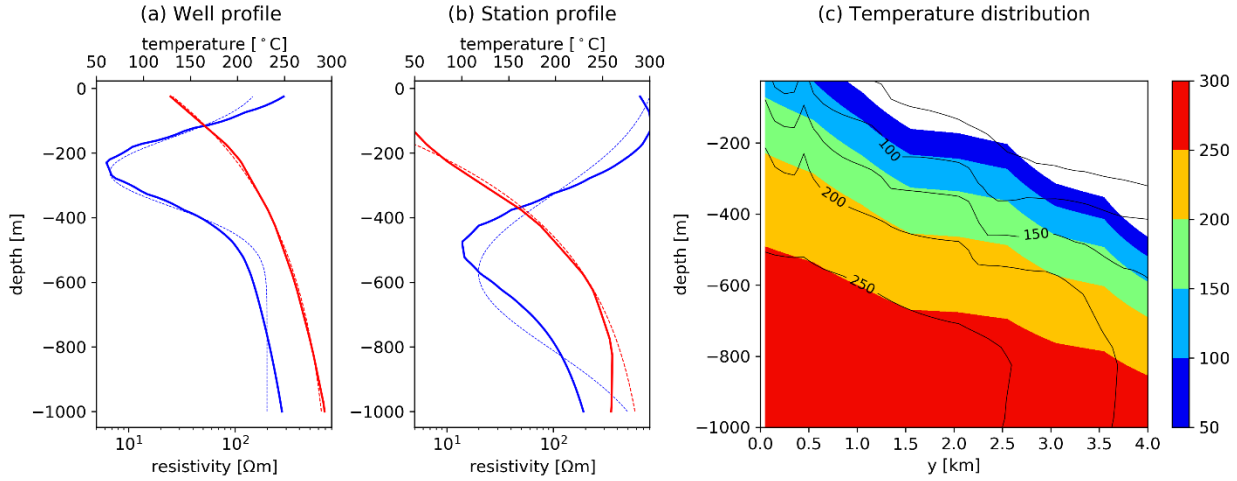 (a) Well profile
(b) Station profile
(c) Temperature distribution
temperature [ °C]
50 100 150 200 250 300
0
−200
−400
−600
−800
−1000
depth [m]
10¹ 10²
resistivity [Ωm]
temperature [ °C]
50 100 150 200 250 300
0
−200
−400
−600
−800
−1000
10²
resistivity [Ωm]
−200
−400
−600
−800
−1000
depth [m]
100
200
150
250
0.0 0.5 1.0 1.5 2.0 2.5 3.0 3.5 4.0
y [km]
300
250
200
150
100
50